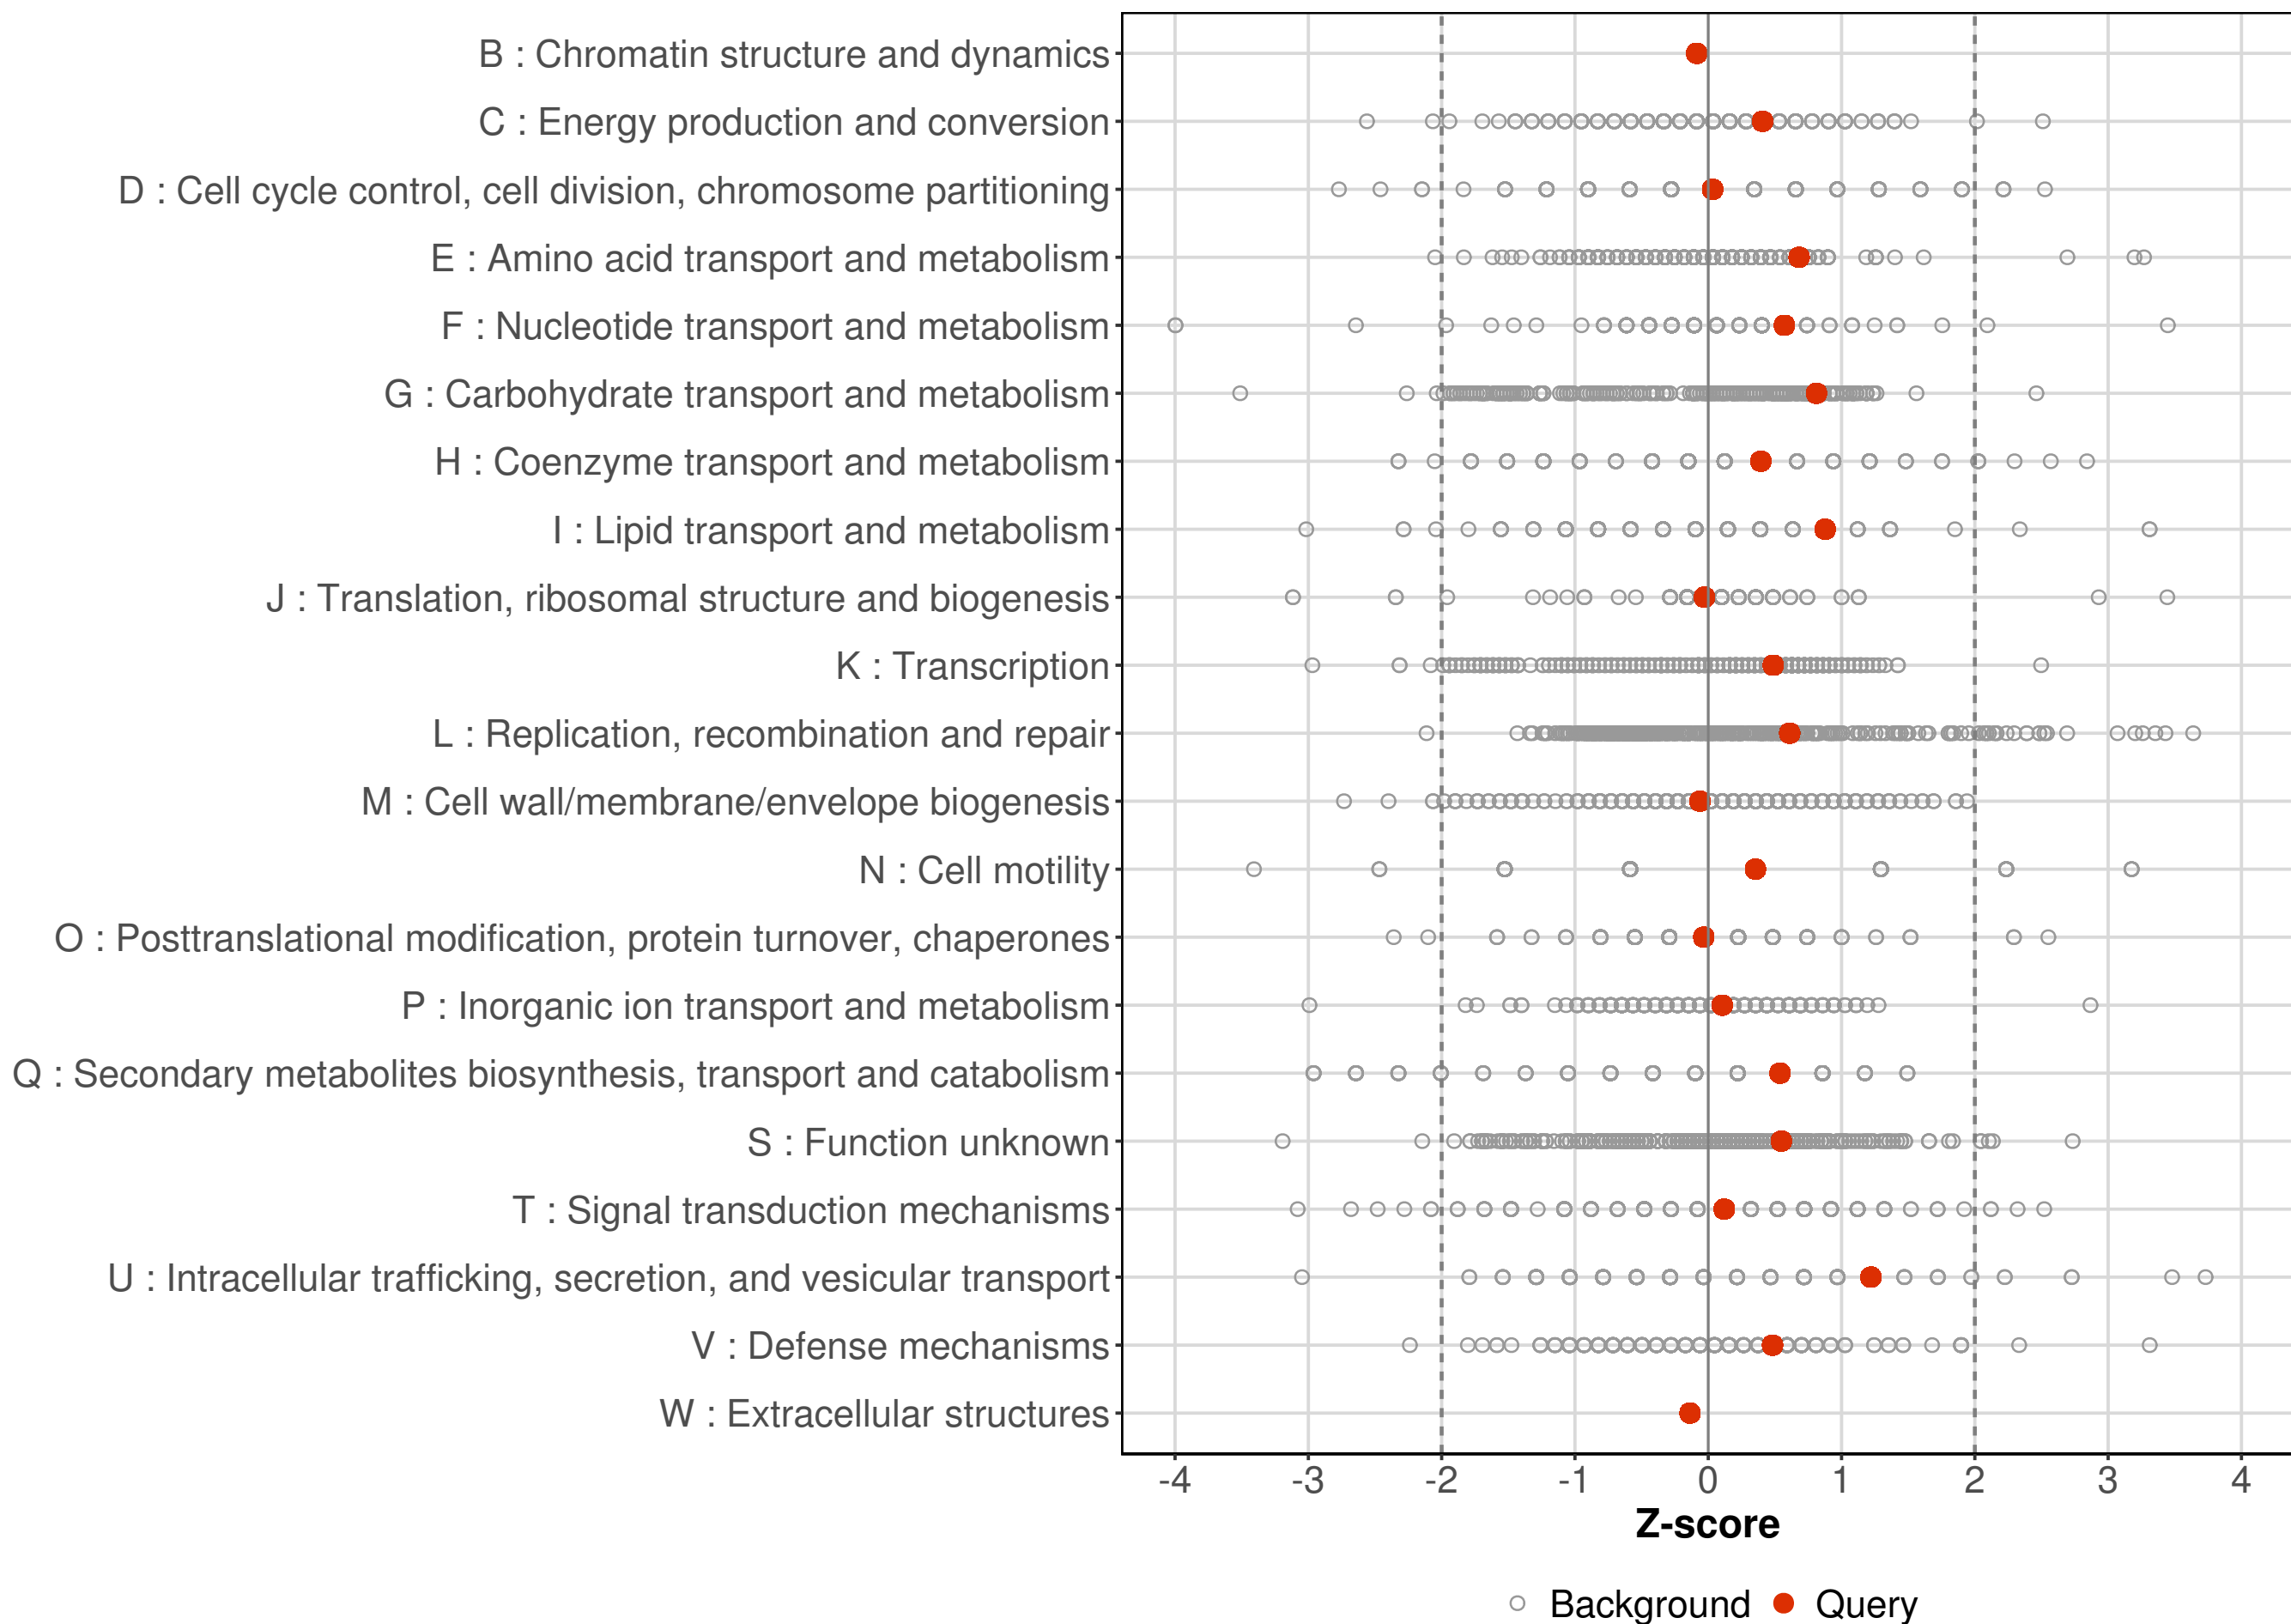 B : Chromatin structure and dynamics
C : Energy production and conversion
D : Cell cycle control, cell division, chromosome partitioning
E : Amino acid transport and metabolism
F : Nucleotide transport and metabolism
G : Carbohydrate transport and metabolism
H : Coenzyme transport and metabolism
I : Lipid transport and metabolism
J : Translation, ribosomal structure and biogenesis
K : Transcription
L : Replication, recombination and repair
M : Cell wall/membrane/envelope biogenesis
N : Cell motility
O : Posttranslational modification, protein turnover, chaperones
P : Inorganic ion transport and metabolism
Q : Secondary metabolites biosynthesis, transport and catabolism
S : Function unknown
T : Signal transduction mechanisms
U : Intracellular trafficking, secretion, and vesicular transport
V : Defense mechanisms
W : Extracellular structures
-4 -3 -2 -1 0 1 2 3 4
Z-score
Background Query